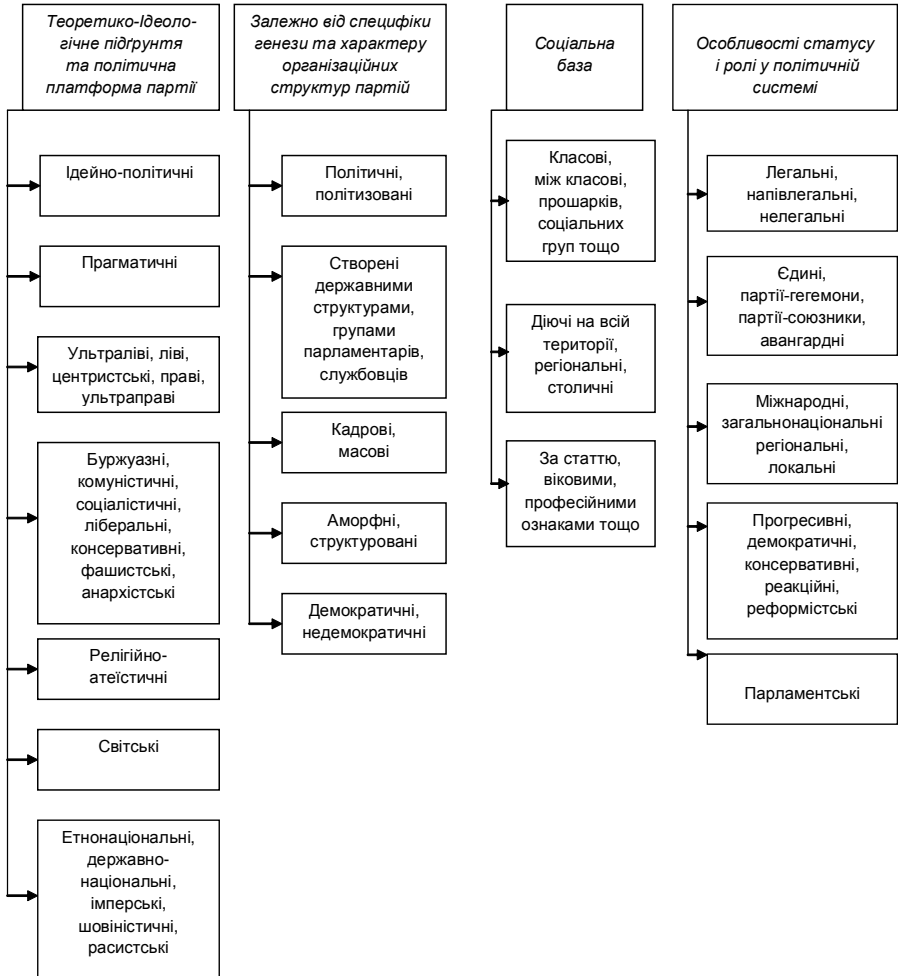 Теоретико-Ідеоло-
гічне підґрунтя
та політична
платформа партії
Ідейно-політичні
Прагматичні
Ультраліві, ліві,
центристські, праві,
ультраправі
Буржуазні,
комуністичні,
соціалістичні,
ліберальні,
консервативні,
фашистські,
анархістські
Релігійно-
атеїстичні
Світські
Етнонаціональні,
державно-
національні,
імперські,
шовіністичні,
расистські
Залежно від специфіки
генези та характеру
організаційних
структур партій
Політичні,
політизовані
Створені
державними
структурами,
групами
парламентарів,
службовців
Кадрові,
масові
Аморфні,
структуровані
Демократичні,
недемократичні
Соціальна
база
Класові,
між класові,
прошарків,
соціальних
груп тощо
Діючі на всій
території,
регіональні,
столичні
За статтю,
віковими,
професійними
ознаками тощо
Особливості статусу
і ролі у політичній
системі
Легальні,
напівлегальні,
нелегальні
Єдині,
партії-гегемони,
партії-союзники,
авангардні
Міжнародні,
загальнонаціональні
регіональні,
локальні
Прогресивні,
демократичні,
консервативні,
реакційні,
реформістські
Парламентські